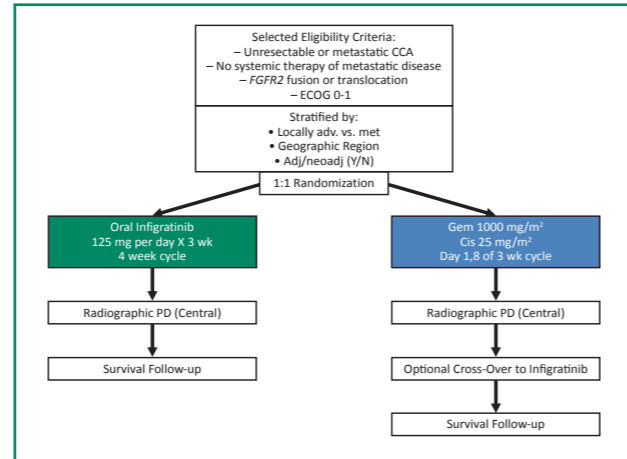 Selected Eligibility Criteria:
– Unresectable or metastatic CCA
– No systemic therapy of metastatic disease
– FGFR2 fusion or translocation
– ECOG 0-1
Stratified by:
• Locally adv. vs. met
• Geographic Region
• Adj/neoadj (Y/N)
1:1 Randomization
Oral Infigratinib
125 mg per day X 3 wk
4 week cycle
Gem 1000 mg/m²
Cis 25 mg/m²
Day 1,8 of 3 wk cycle
Radiographic PD (Central)
Radiographic PD (Central)
Survival Follow-up
Optional Cross-Over to Infigratinib
Survival Follow-up